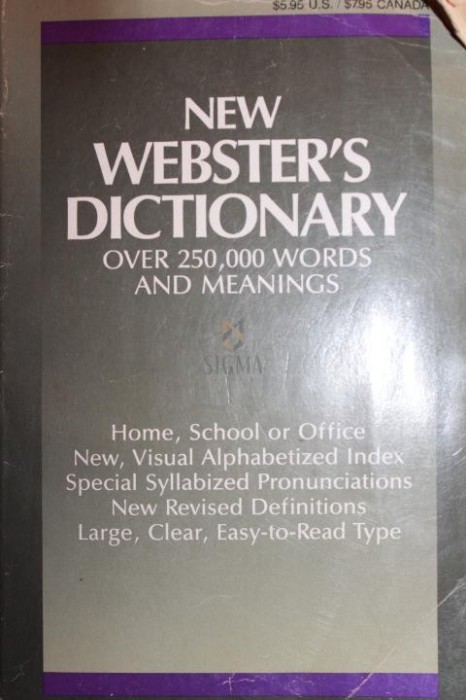 $5.95 U.S. / $7.95 CANADA
NEW
WEBSTER'S
DICTIONARY
OVER 250,000 WORDS
AND MEANINGS
SIGMA
Home, School or Office
New, Visual Alphabetized Index
Special Syllabized Pronunciations
New Revised Definitions
Large, Clear, Easy-to-Read Type